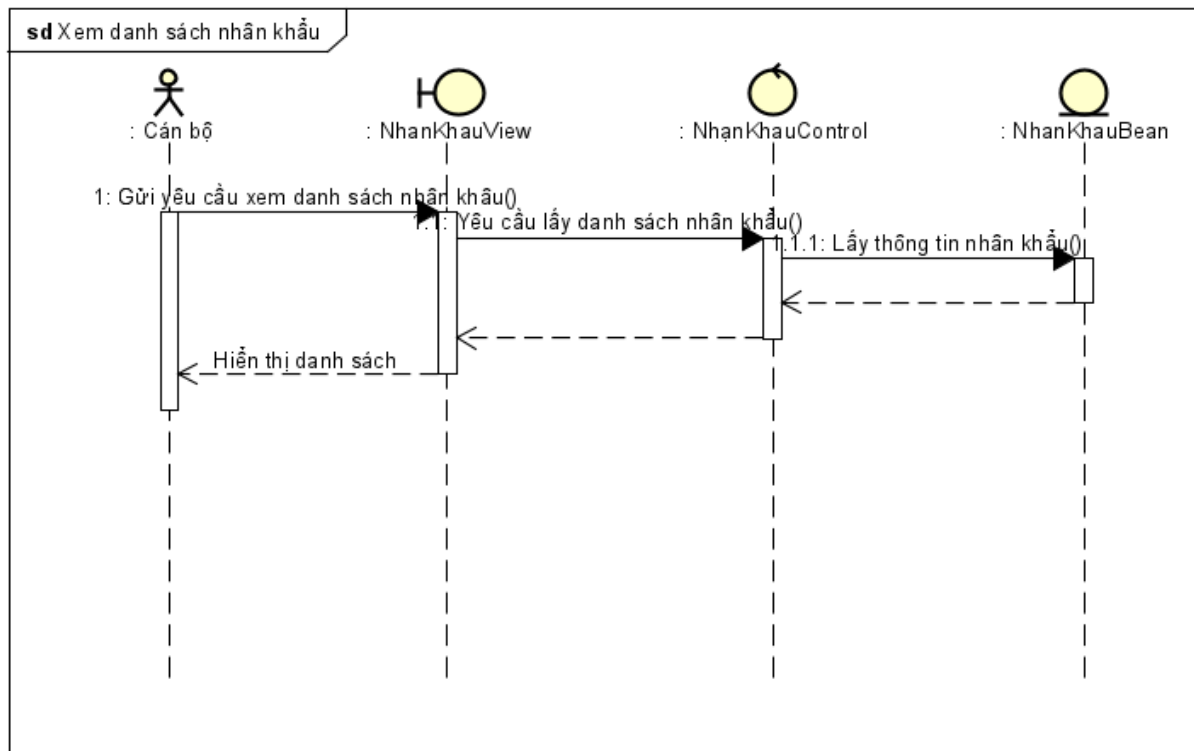 sd Xem danh sách nhân khẩu
: Cán bộ
: NhanKhauView
: NhạnKhauControl
: NhanKhauBean
1: Gửi yêu cầu xem danh sách nhân khâu()
1.1: Yêu cầu lấy danh sách nhân khẩu()
1.1.1: Lấy thông tin nhân khẩu()
Hiển thị danh sách